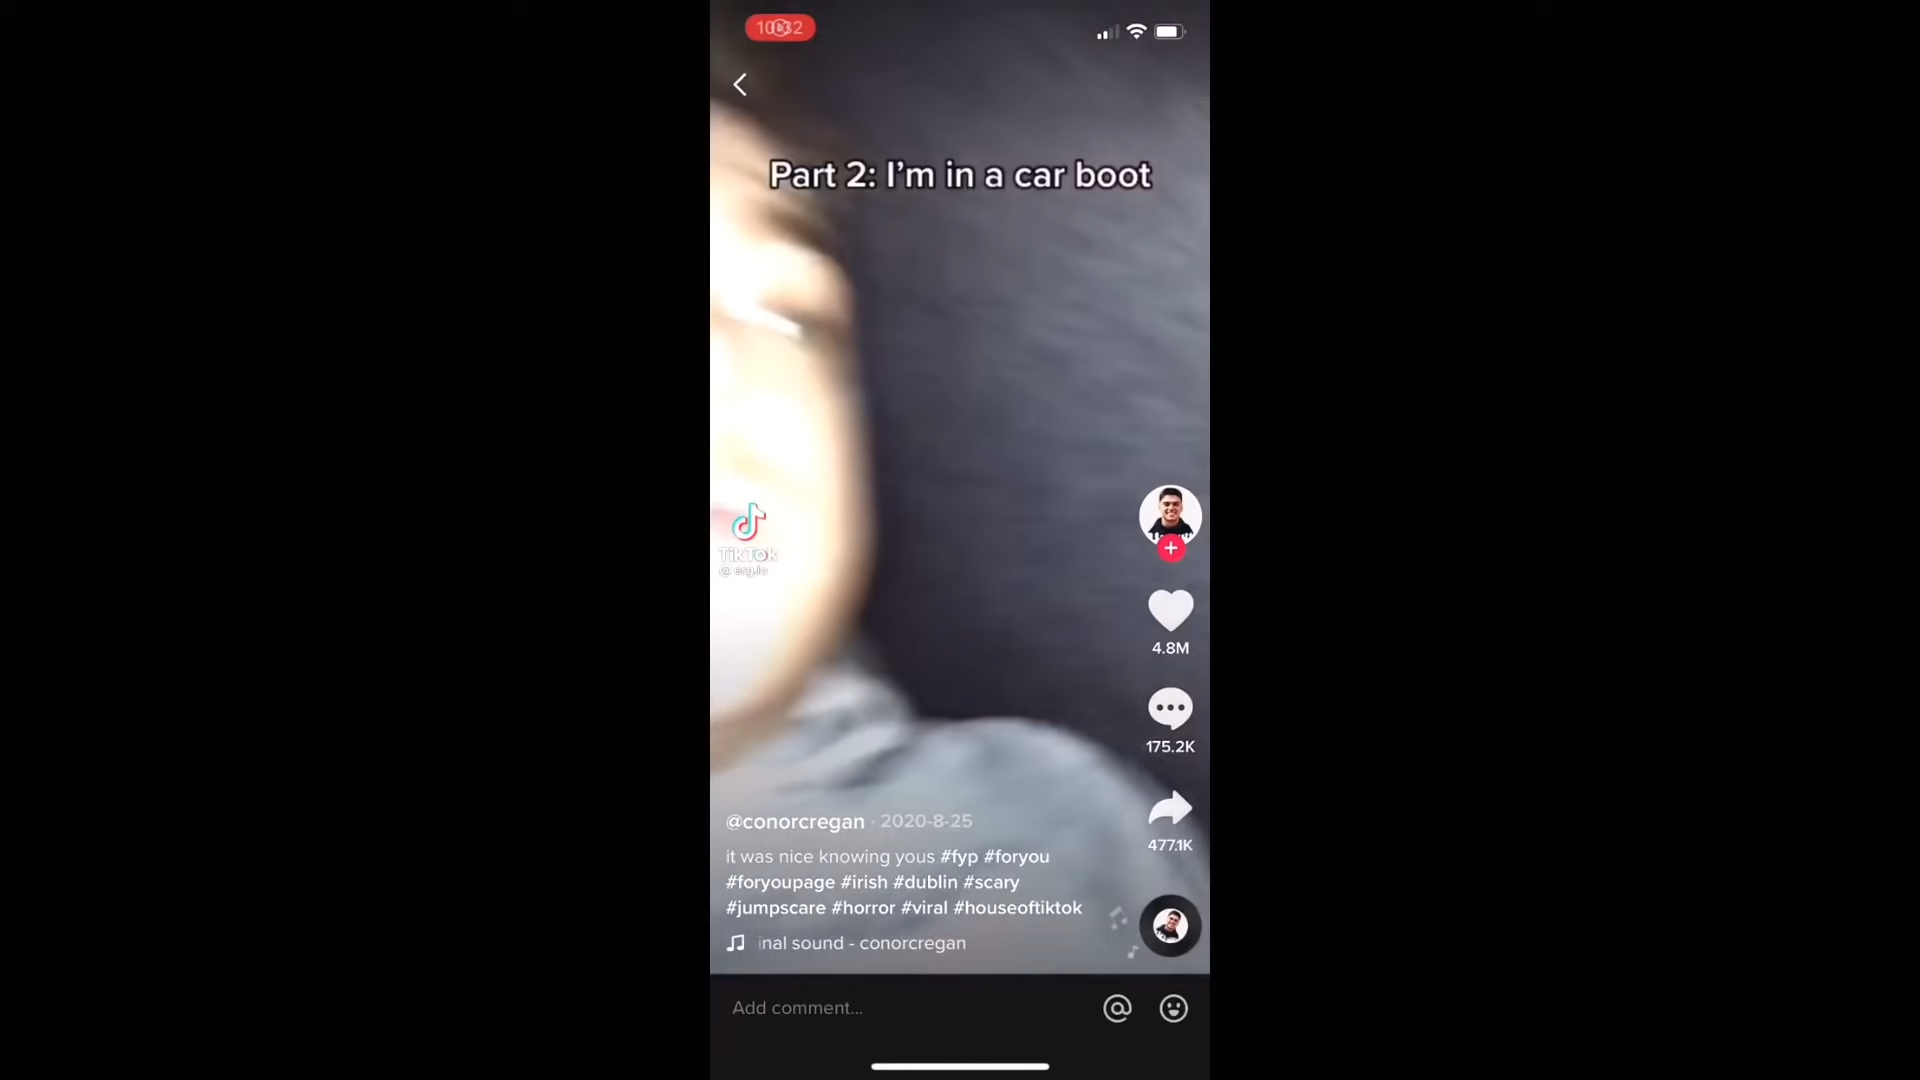 Part 2: I'm in a car boot
TikTok
4.8M
175.2K
477.1K
@conorcregan · 2020-8-25
it was nice knowing yous #fyp #foryou
#foryoupage #irish #dublin #scary
#jumpscare #horror #viral #houseoftiktok
inal sound - conorcregan
Add comment...